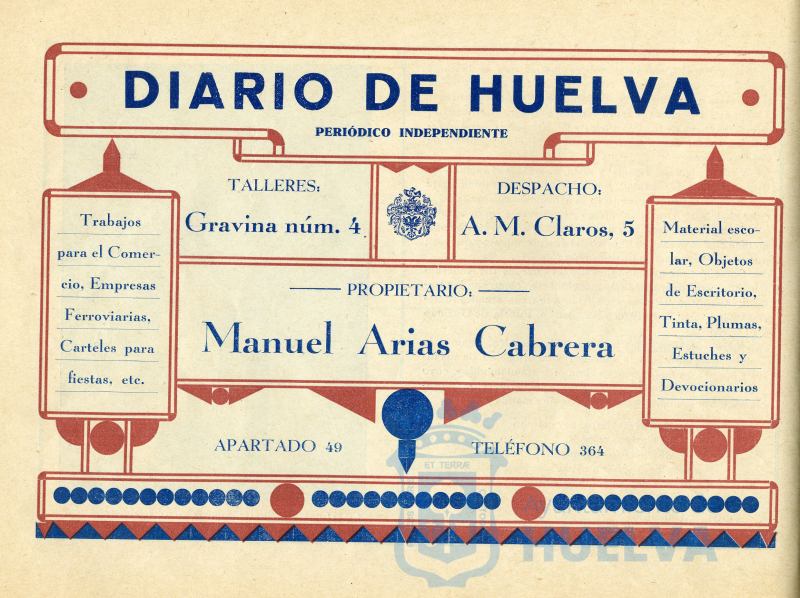 DIARIO DE HUELVA
PERIÓDICO INDEPENDIENTE
TALLERES:
Gravina núm. 4
DESPACHO:
A. M. Claros, 5
Trabajos
para el Comer-
cio, Empresas
Ferroviarias,
Carteles para
fiestas, etc.
PROPIETARIO:
Manuel Arias Cabrera
Material esco-
lar, Objetos
de Escritorio,
Tinta, Plumas,
Estuches y
Devocionarios
APARTADO 49
TELÉFONO 364
ET TERRÆ
HUELVA